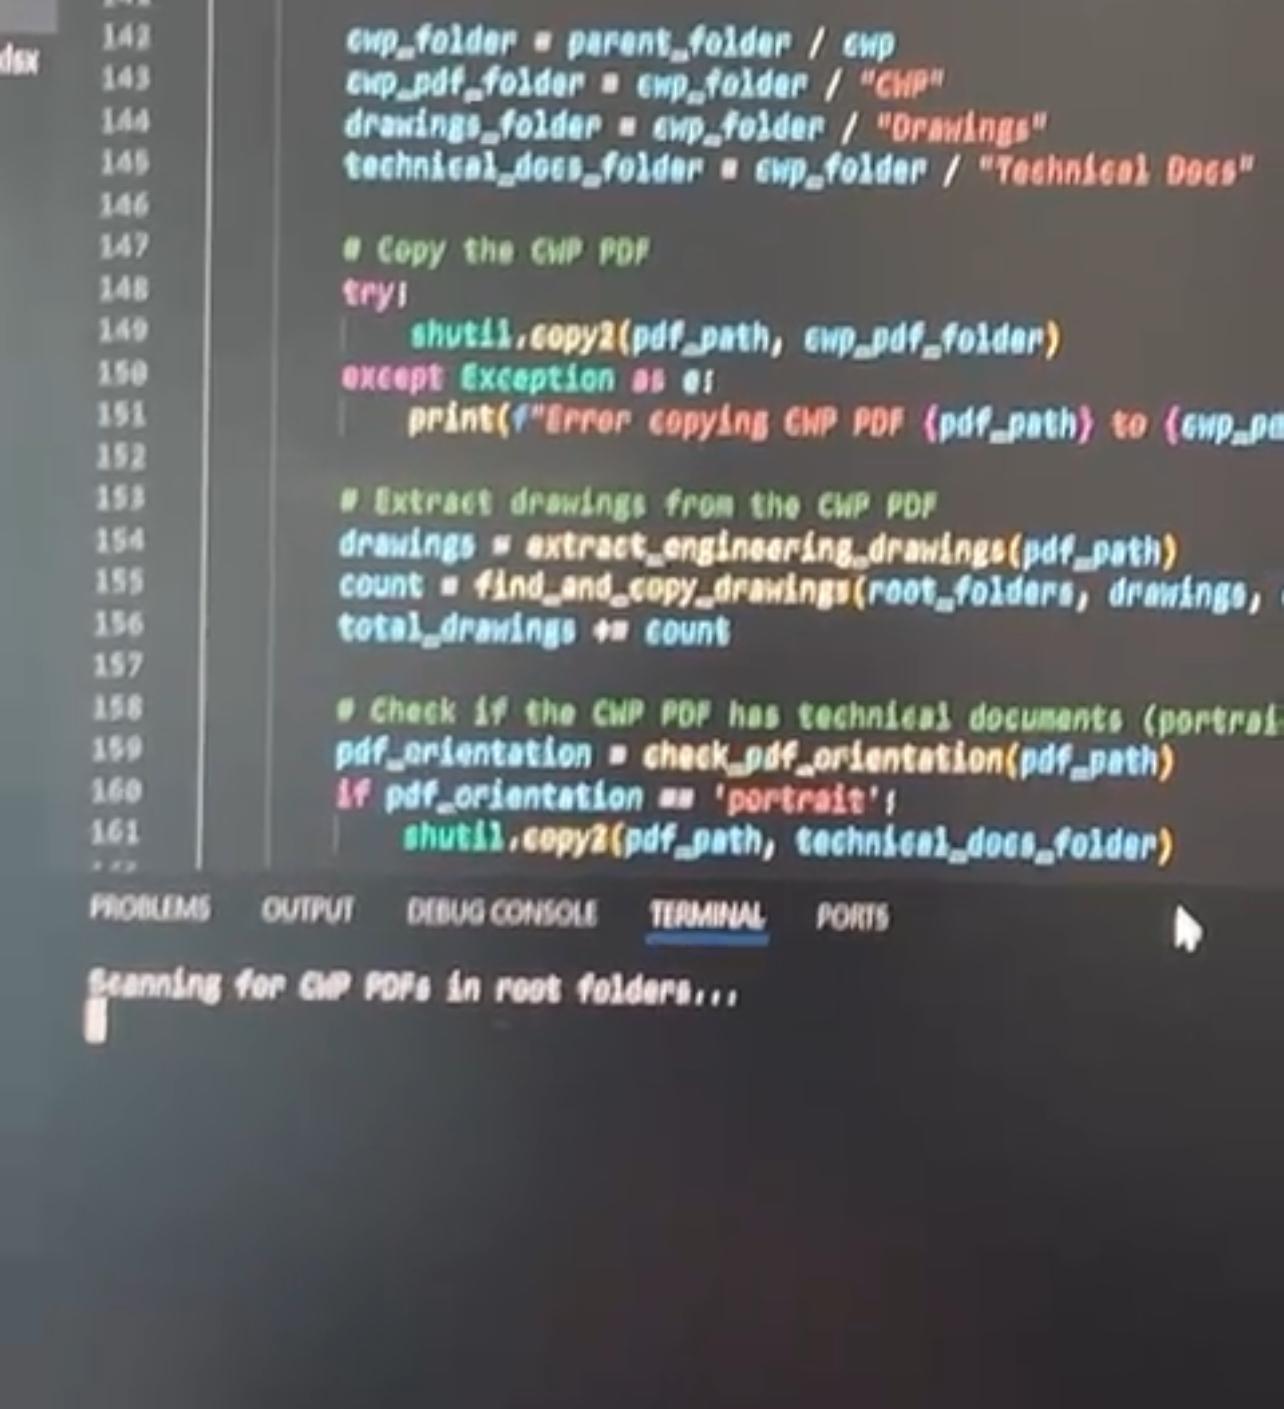 dsx
142 cwp_folder = parent_folder / cwp
143 cwp_pdf_folder = cwp_folder / "CWP"
144 drawings_folder = cwp_folder / "Drawings"
145 technical_docs_folder = cwp_folder / "Technical Docs"
146
147 # Copy the CWP PDF
148 try:
149 shutil.copy2(pdf_path, cwp_pdf_folder)
150 except Exception as e:
151 print(f"Error copying CWP PDF {pdf_path} to {cwp_pd
152
153 # Extract drawings from the CWP PDF
154 drawings = extract_engineering_drawings(pdf_path)
155 count = find_and_copy_drawings(root_folders, drawings,
156 total_drawings += count
157
158 # Check if the CWP PDF has technical documents (portrai
159 pdf_orientation = check_pdf_orientation(pdf_path)
160 if pdf_orientation == 'portrait':
161 shutil.copy2(pdf_path, technical_docs_folder)
PROBLEMS OUTPUT DEBUG CONSOLE TERMINAL PORTS
Scanning for CWP PDFs in root folders...